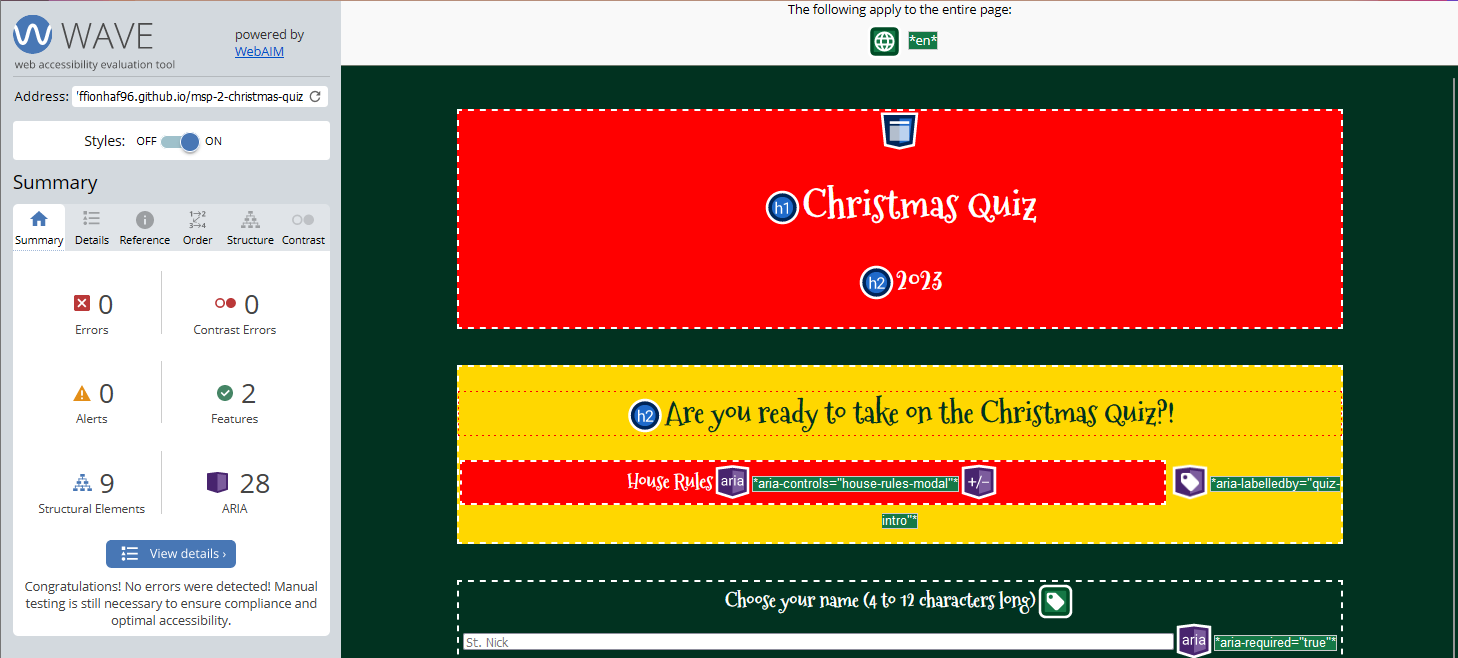 WAVE
powered by
WebAIM
web accessibility evaluation tool
Address: 'ffionhaf96.github.io/msp-2-christmas-quiz
Styles: OFF ON
Summary
Summary Details Reference Order Structure Contrast
1→2
3→4
0 Errors
0 Contrast Errors
0 Alerts
2 Features
9 Structural Elements
28 ARIA
View details ›
Congratulations! No errors were detected! Manual
testing is still necessary to ensure compliance and
optimal accessibility.
The following apply to the entire page:
*en*
h1 Christmas Quiz
h2 2023
h2 Are you ready to take on the Christmas Quiz?!
House Rules aria *aria-controls="house-rules-modal"* +/− *aria-labelledby="quiz-
intro"*
Choose your name (4 to 12 characters long)
St. Nick aria *aria-required="true"*